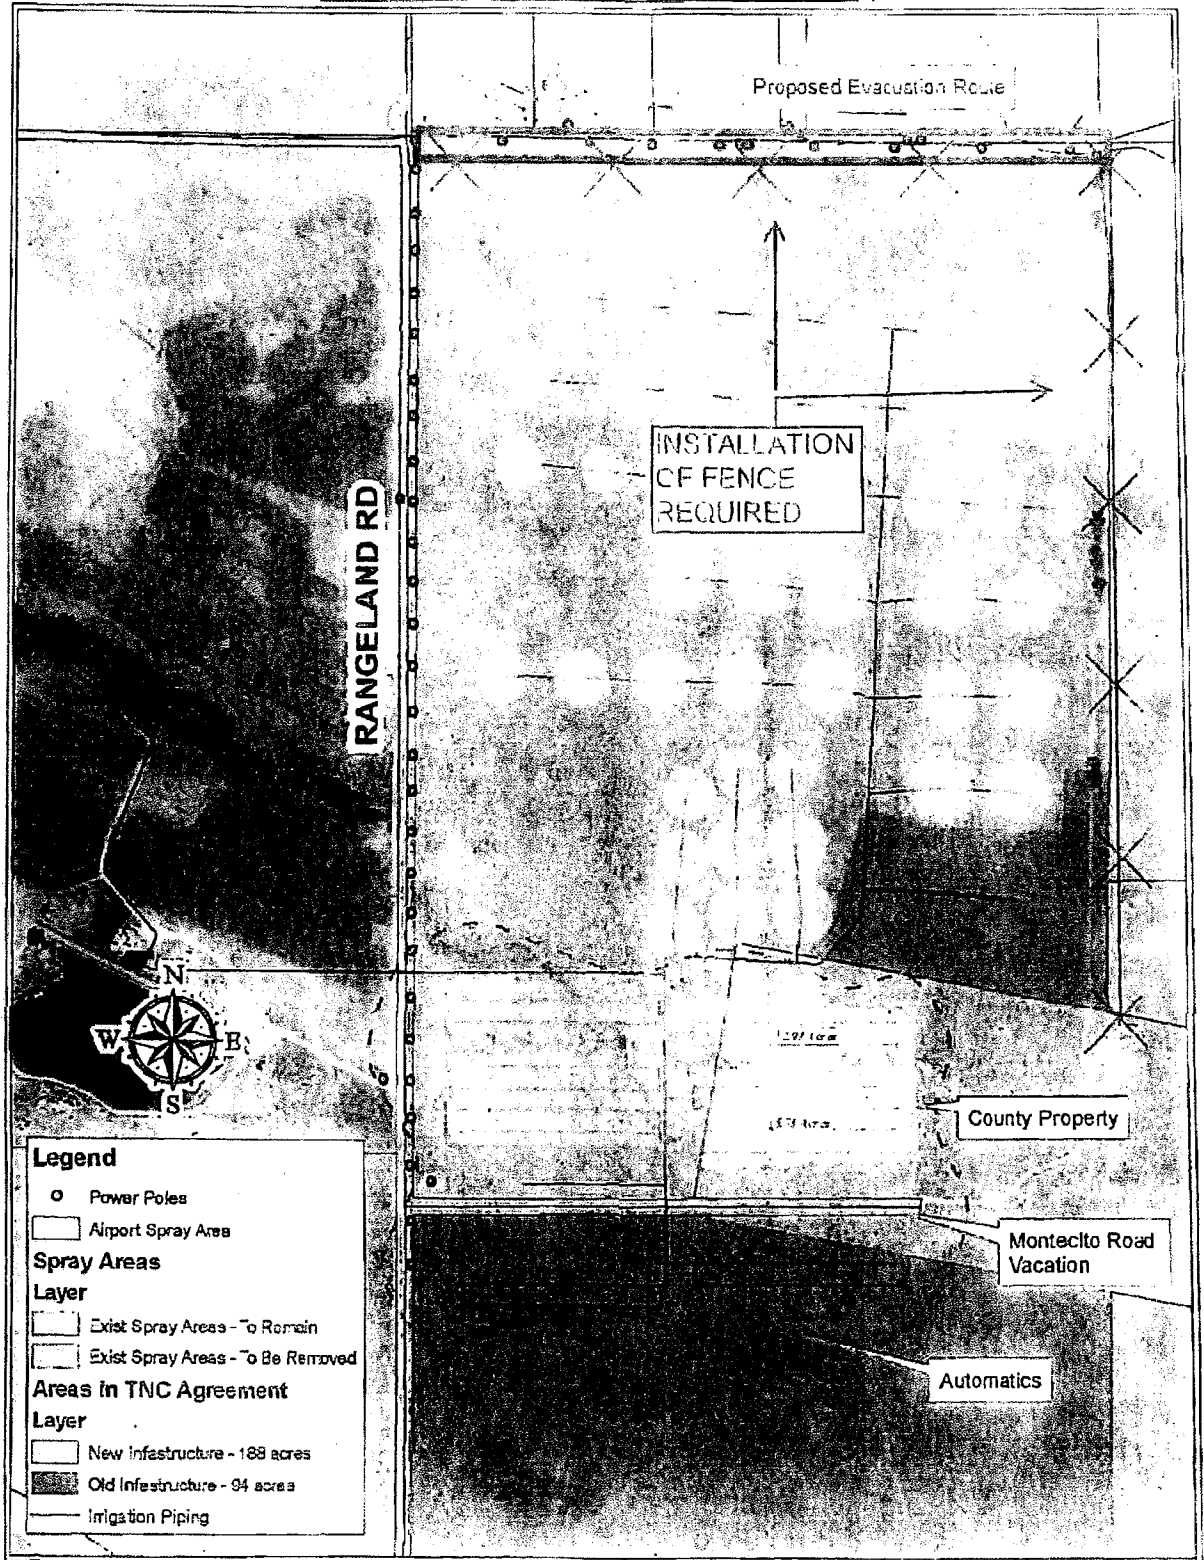 Proposed Evacuation Route
INSTALLATION
OF FENCE
REQUIRED
RANGELAND RD
N
W
E
S
County Property
Montecito Road
Vacation
Automatics
Legend
Power Poles
Airport Spray Area
Spray Areas
Layer
Exist Spray Areas - To Remain
Exist Spray Areas - To Be Removed
Areas in TNC Agreement
Layer
New Infastructure - 188 acres
Old Infastructure - 94 acres
Irrigation Piping